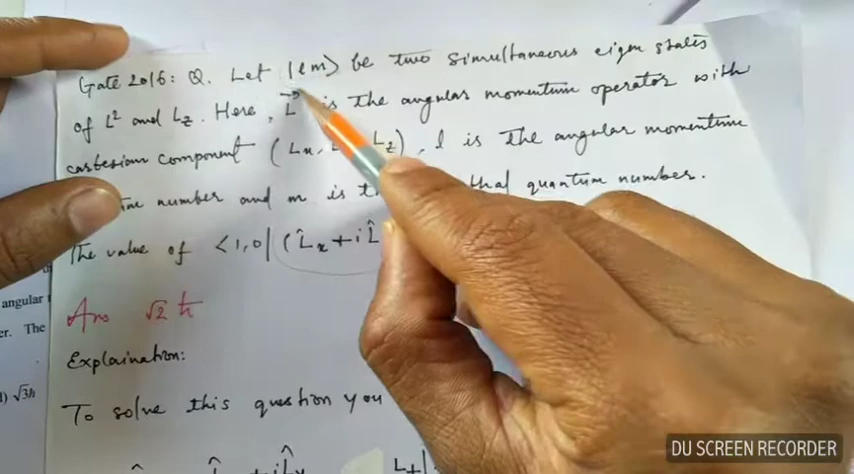 Gate 2016: Q. Let |lm> be two simultaneous eigen states
of L² and Lz. Here, L⃗ is the angular momentum operator with
cartesian component (Lx, Lz), l is the angular momentum
number and m is quantum number.
The value of <1,0| (L̂x + iL̂
Ans √2 ħ
Explaination:
To solve this question you
angular
er. The
) √3ħ
DU SCREEN RECORDER